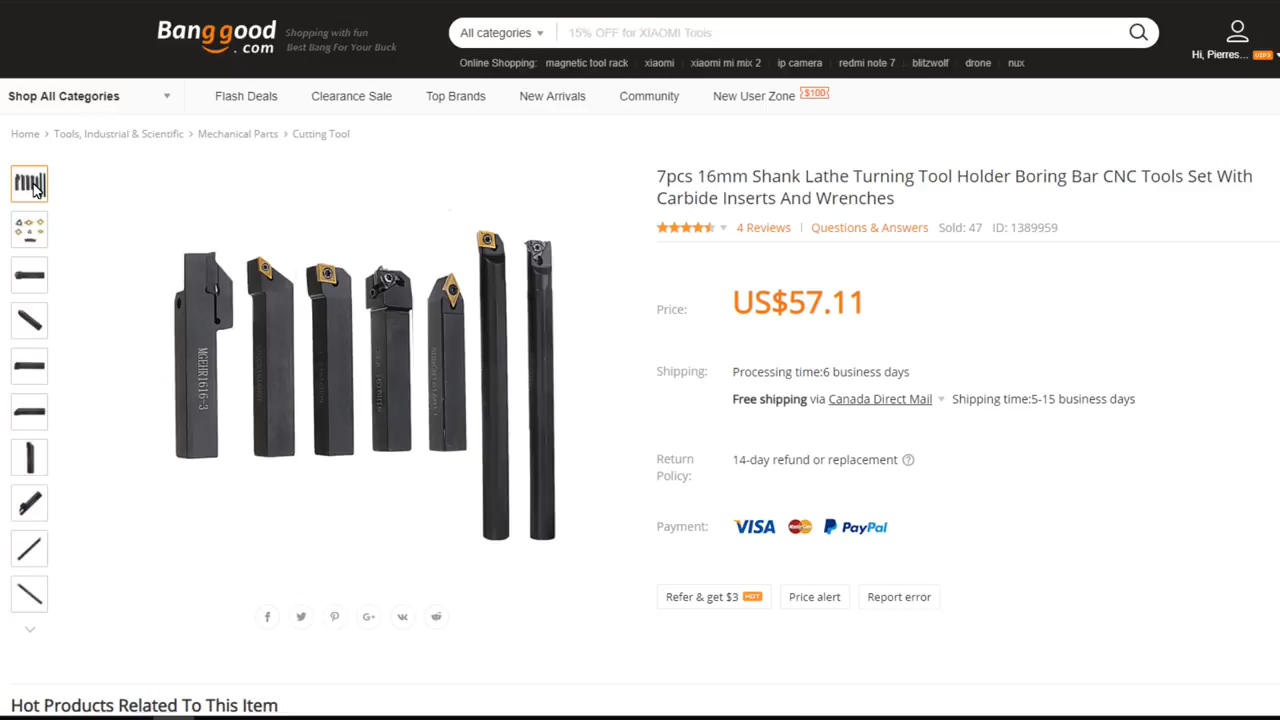 Banggood
.com
Shopping with fun
Best Bang For Your Buck
All categories
15% OFF for XIAOMI Tools
Hi, Pierres...
Online Shopping: magnetic tool rack xiaomi xiaomi mi mix 2 ip camera redmi note 7 blitzwolf drone nux
Shop All Categories
Flash Deals
Clearance Sale
Top Brands
New Arrivals
Community
New User Zone
$100
Home > Tools, Industrial & Scientific > Mechanical Parts > Cutting Tool
7pcs 16mm Shank Lathe Turning Tool Holder Boring Bar CNC Tools Set With
Carbide Inserts And Wrenches
4 Reviews | Questions & Answers Sold: 47 ID: 1389959
MGEHR1616-3
Price: US$57.11
Shipping: Processing time:6 business days
Free shipping via Canada Direct Mail Shipping time:5-15 business days
Return
Policy:
14-day refund or replacement
Payment: VISA MasterCard PayPal
Refer & get $3 HOT
Price alert
Report error
Hot Products Related To This Item